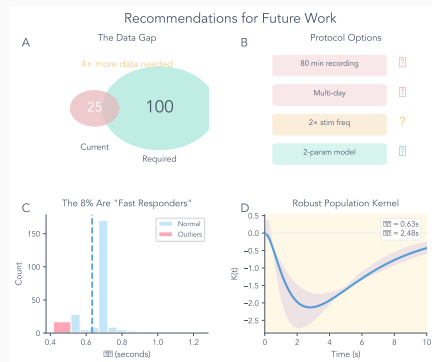 Recommendations for Future Work
A
The Data Gap
4× more data needed
25
100
Current
Required
B
Protocol Options
80 min recording
Multi-day
2× stim freq
?
2-param model
C
The 8% Are "Fast Responders"
Normal
Outliers
Count
150
100
50
0
0.4 0.6 0.8 1.0 1.2
(seconds)
D
Robust Population Kernel
= 0.63s
= 2.48s
K(t)
0.5
0.0
−0.5
−1.0
−1.5
−2.0
−2.5
0 2 4 6 8 10
Time (s)